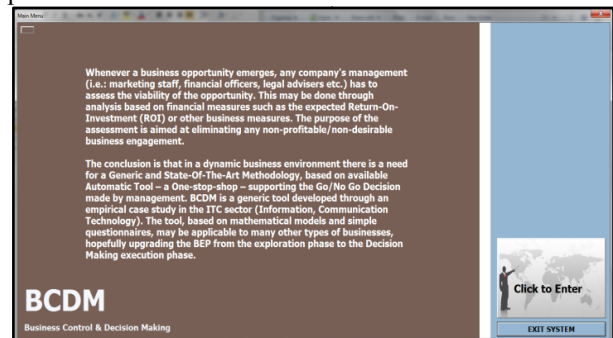 Main Menu
Whenever a business opportunity emerges, any company's management
(i.e.: marketing staff, financial officers, legal advisers etc.) has to
assess the viability of the opportunity. This may be done through
analysis based on financial measures such as the expected Return-On-
Investment (ROI) or other business measures. The purpose of the
assessment is aimed at eliminating any non-profitable/non-desirable
business engagement.
The conclusion is that in a dynamic business environment there is a need
for a Generic and State-Of-The-Art Methodology, based on available
Automatic Tool – a One-stop-shop – supporting the Go/No Go Decision
made by management. BCDM is a generic tool developed through an
empirical case study in the ITC sector (Information, Communication
Technology). The tool, based on mathematical models and simple
questionnaires, may be applicable to many other types of businesses,
hopefully upgrading the BEP from the exploration phase to the Decision
Making execution phase.
Click to Enter
BCDM
Business Control & Decision Making
EXIT SYSTEM